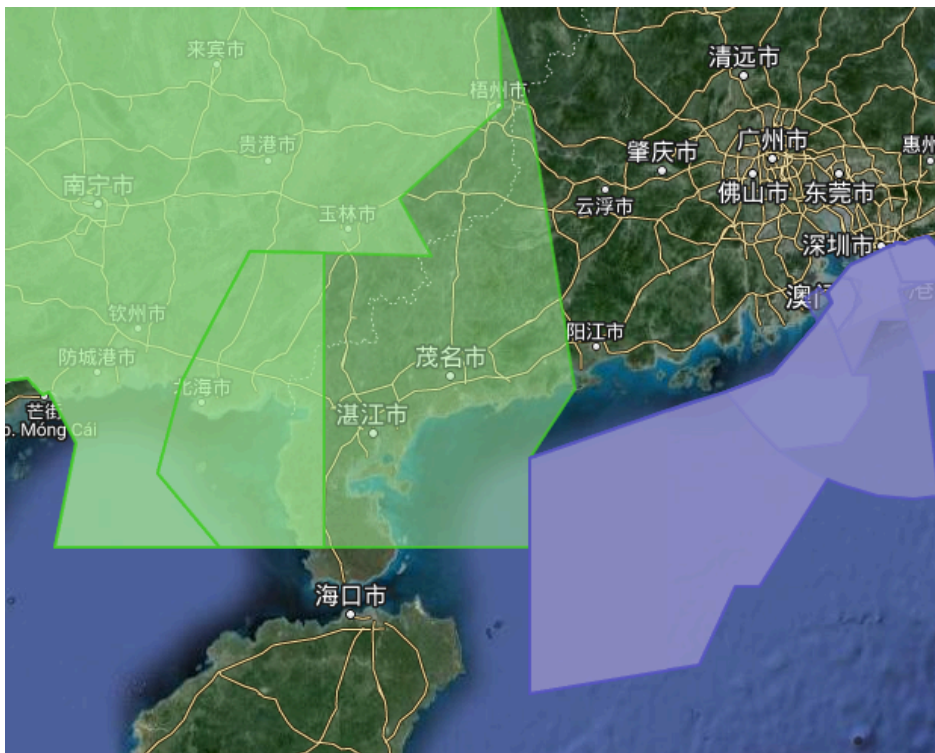 来宾市
清远市
梧州市
贵港市
广州市
惠州
肇庆市
南宁市
佛山市
东莞市
云浮市
玉林市
深圳市
澳门
钦州市
阳江市
防城港市
茂名市
北海市
芒街
p. Móng Cái
湛江市
海口市